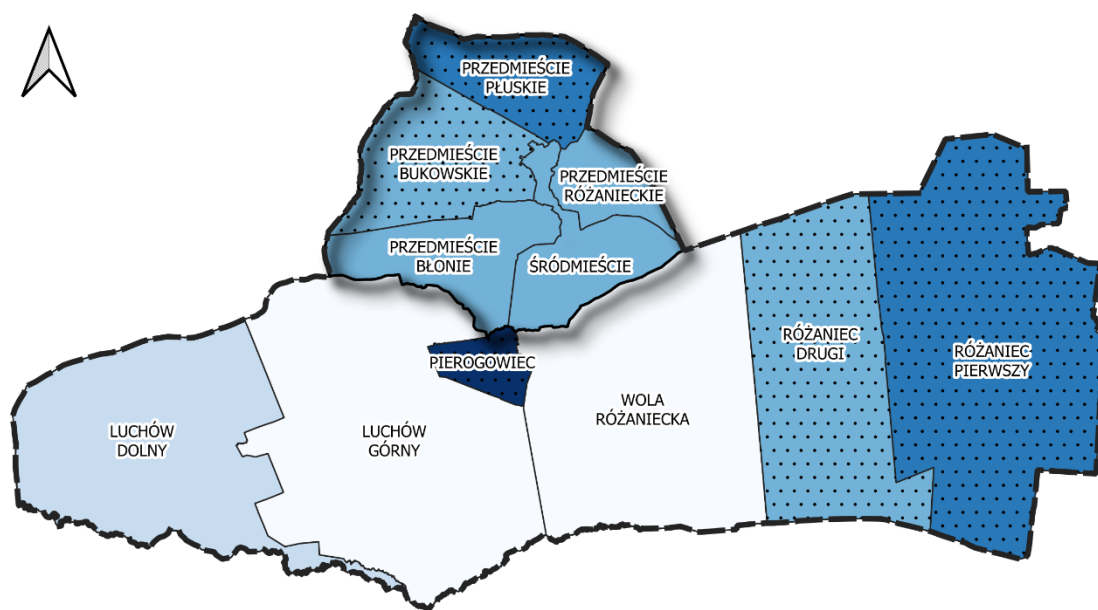 PRZEDMIEŚCIE
PŁUSKIE
PRZEDMIEŚCIE
BUKOWSKIE
PRZEDMIEŚCIE
RÓŻANIECKIE
PRZEDMIEŚCIE
BŁONIE
ŚRÓDMIEŚCIE
PIEROGOWIEC
RÓŻANIEC
DRUGI
RÓŻANIEC
PIERWSZY
WOLA
RÓŻANIECKA
LUCHÓW
DOLNY
LUCHÓW
GÓRNY